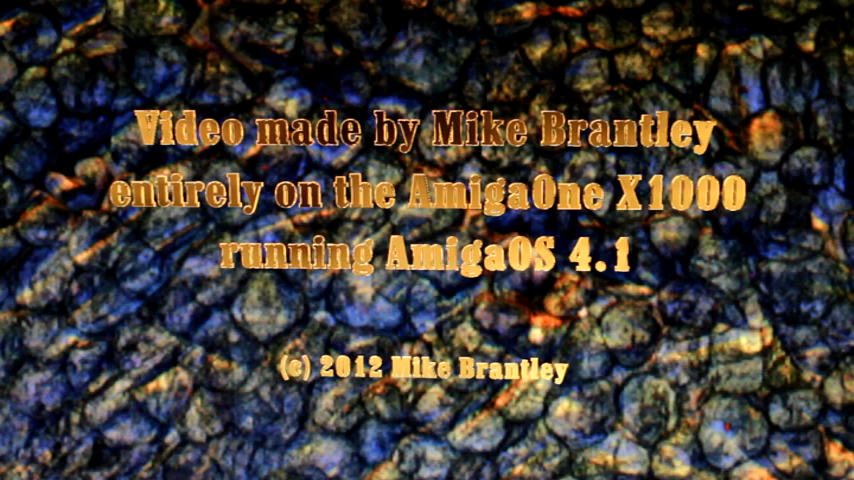 Video made by Mike Brantley
entirely on the AmigaOne X1000
running AmigaOS 4.1
(c) 2012 Mike Brantley